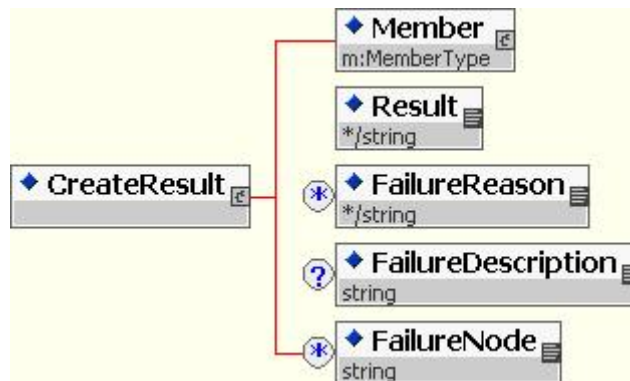 Member
m:MemberType
Result
*/string
CreateResult
*
FailureReason
*/string
?
FailureDescription
string
*
FailureNode
string